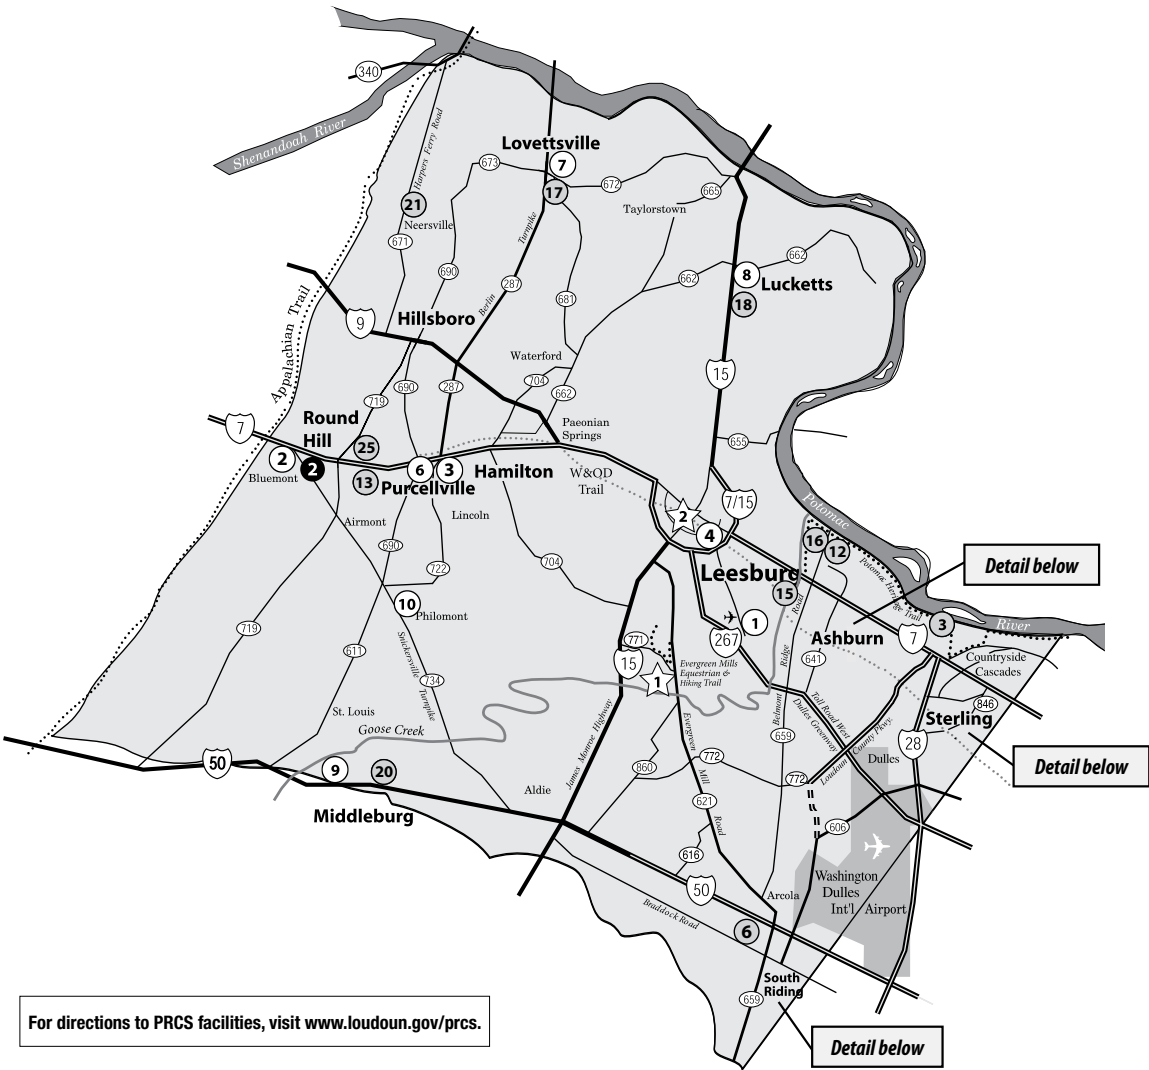 340
Shenandoah River
Harpers Ferry Road
Lovettsville
7
673
672
665
17
21
Neersville
Taylorstown
Turnpike
671
690
287
662
662
8
Lucketts
18
681
Berlin
Appalachian Trail
9
Hillsboro
Waterford
15
704
690
287
719
662
Round
Hill
7
Paeonian
Springs
655
25
2
2
Bluemont
13
6
3
Purcellville
Hamilton
W&OD
Trail
7/15
Potomac
Airmont
Lincoln
2
4
16
12
690
722
704
Leesburg
Potomac Heritage Trail
Detail below
15
10
Philomont
1
Road
Ashburn
7
3
River
719
611
Snickersville
Turnpike
734
771
15
1
267
Evergreen Mills
Equestrian &
Hiking Trail
Ridge
641
Countryside
Cascades
Belmont
Toll Road West
Dulles Greenway
846
Sterling
St. Louis
Goose Creek
James Monroe Highway
Evergreen
Mill
Road
659
Loudoun County Pkwy.
28
Dulles
50
9
20
860
772
772
Detail below
Middleburg
Aldie
621
606
616
Washington
Dulles
Int'l Airport
50
Arcola
Braddock Road
6
South
Riding
659
For directions to PRCS facilities, visit www.loudoun.gov/prcs.
Detail below